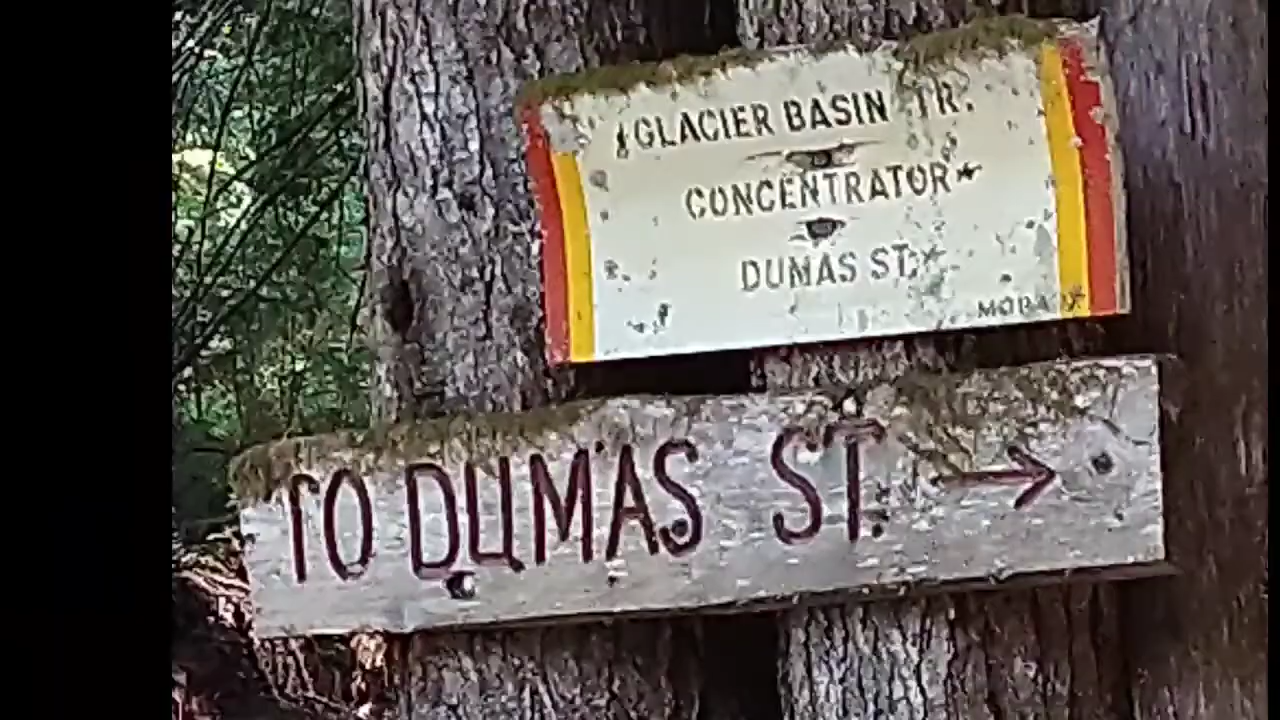 GLACIER BASIN TR.
CONCENTRATOR*
DUMAS ST.*
TO DUMAS ST. →